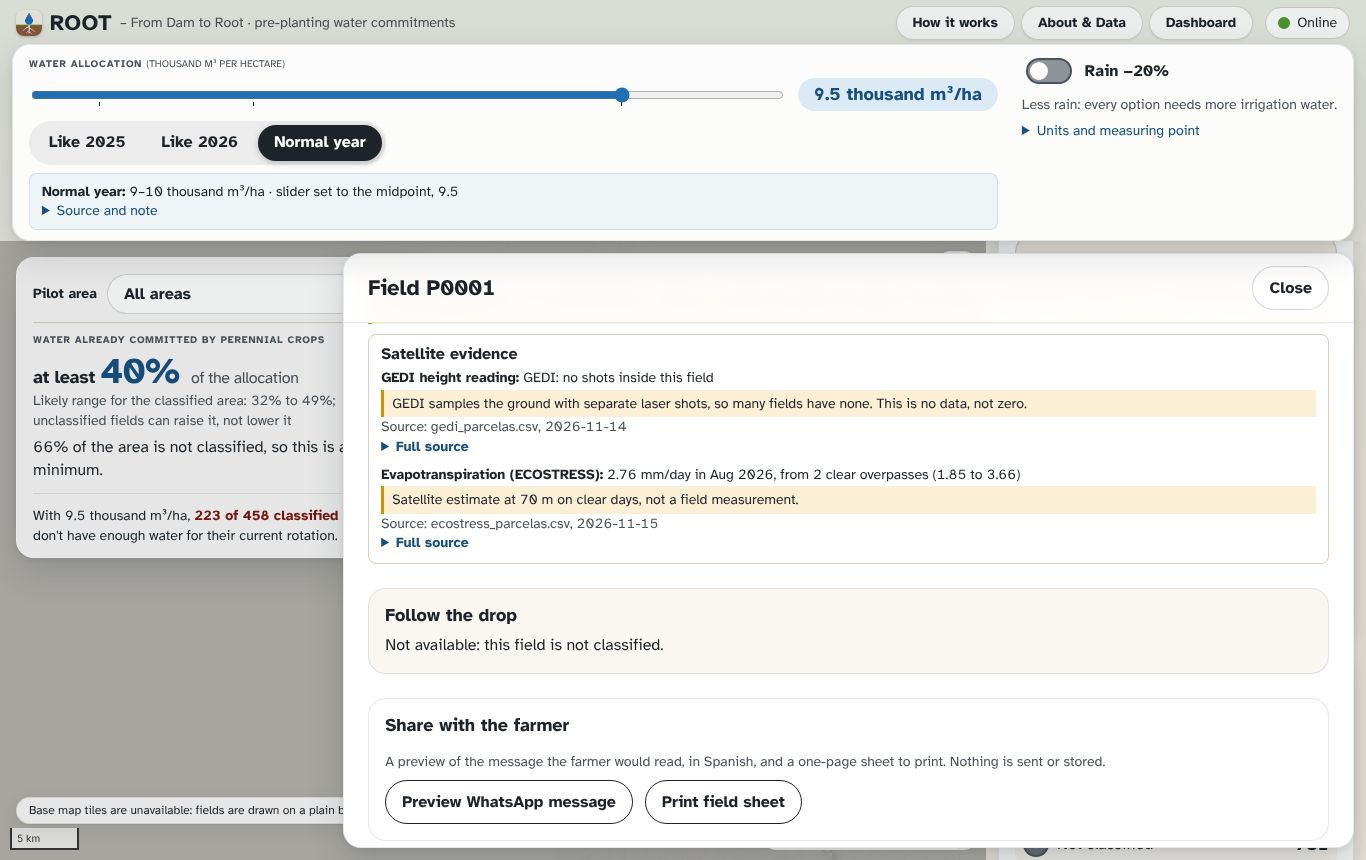 ROOT – From Dam to Root · pre-planting water commitments
How it works
About & Data
Dashboard
Online
WATER ALLOCATION (THOUSAND M³ PER HECTARE)
9.5 thousand m³/ha
Like 2025
Like 2026
Normal year
Normal year: 9–10 thousand m³/ha · slider set to the midpoint, 9.5
Source and note
Rain −20%
Less rain: every option needs more irrigation water.
Units and measuring point
Pilot area
All areas
WATER ALREADY COMMITTED BY PERENNIAL CROPS
at least 40% of the allocation
Likely range for the classified area: 32% to 49%;
unclassified fields can raise it, not lower it
66% of the area is not classified, so this is a
minimum.
With 9.5 thousand m³/ha, 223 of 458 classified
don't have enough water for their current rotation.
Base map tiles are unavailable: fields are drawn on a plain
5 km
Field P0001
Close
Satellite evidence
GEDI height reading: GEDI: no shots inside this field
GEDI samples the ground with separate laser shots, so many fields have none. This is no data, not zero.
Source: gedi_parcelas.csv, 2026-11-14
Full source
Evapotranspiration (ECOSTRESS): 2.76 mm/day in Aug 2026, from 2 clear overpasses (1.85 to 3.66)
Satellite estimate at 70 m on clear days, not a field measurement.
Source: ecostress_parcelas.csv, 2026-11-15
Full source
Follow the drop
Not available: this field is not classified.
Share with the farmer
A preview of the message the farmer would read, in Spanish, and a one-page sheet to print. Nothing is sent or stored.
Preview WhatsApp message
Print field sheet